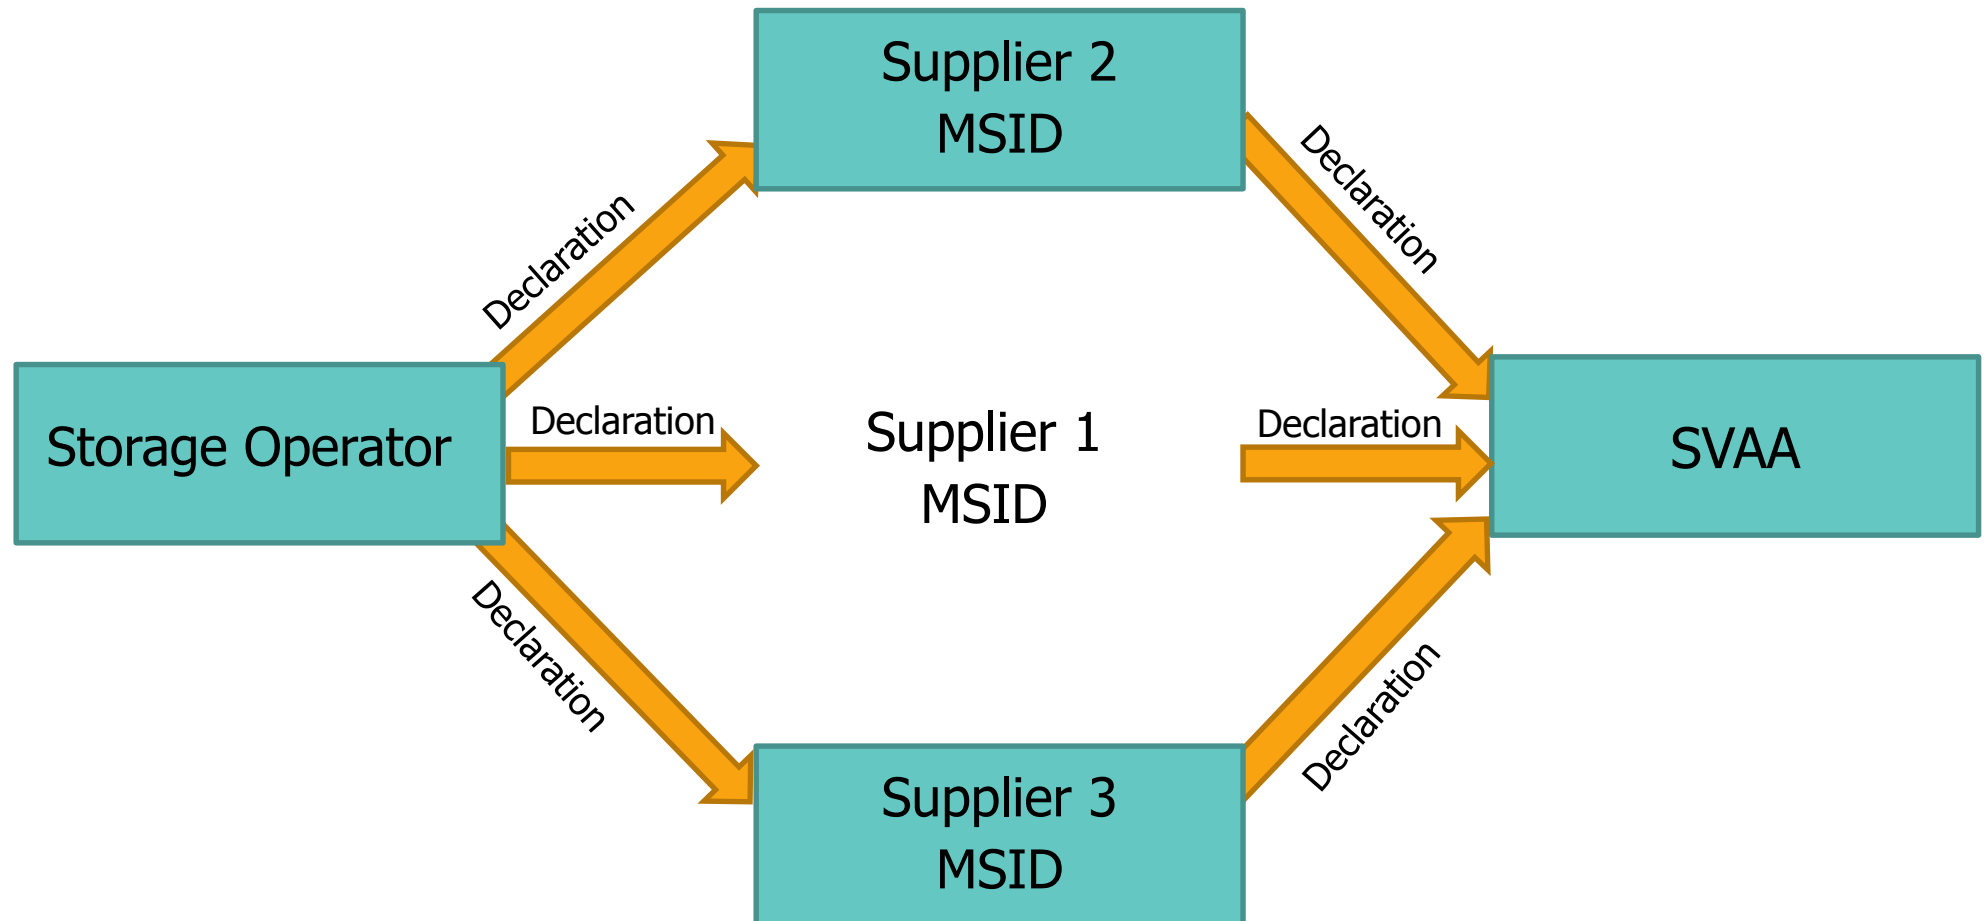 Supplier 2
MSID
Declaration
Declaration
Storage Operator
Declaration
Supplier 1
MSID
Declaration
SVAA
Declaration
Declaration
Supplier 3
MSID